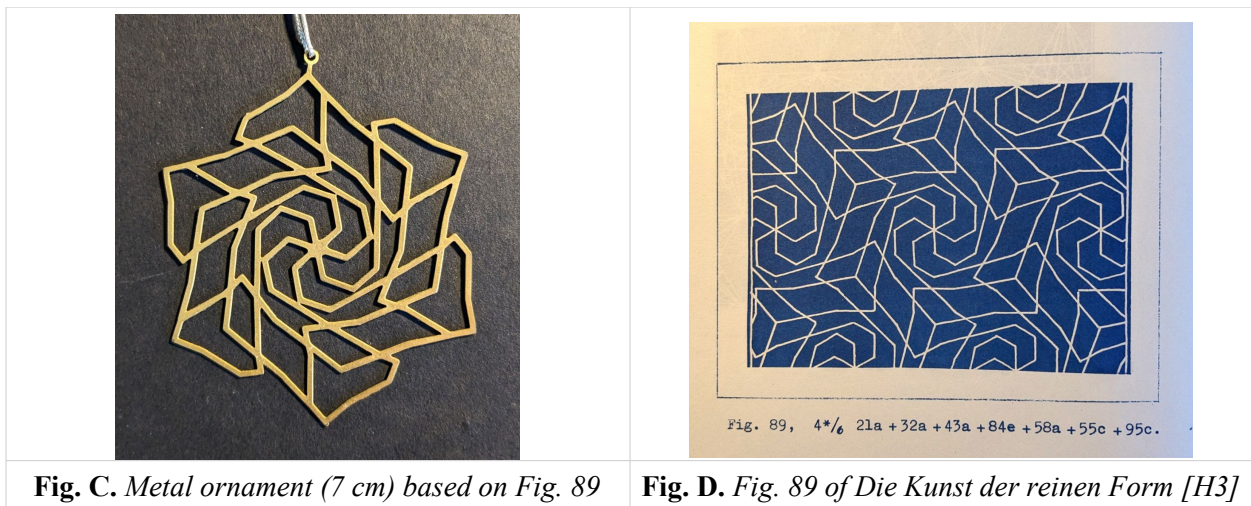 Fig. 89, 4*/6 21a +32a +43a +84e +58a +55c +95c.
Fig. C. Metal ornament (7 cm) based on Fig. 89
Fig. D. Fig. 89 of Die Kunst der reinen Form [H3]